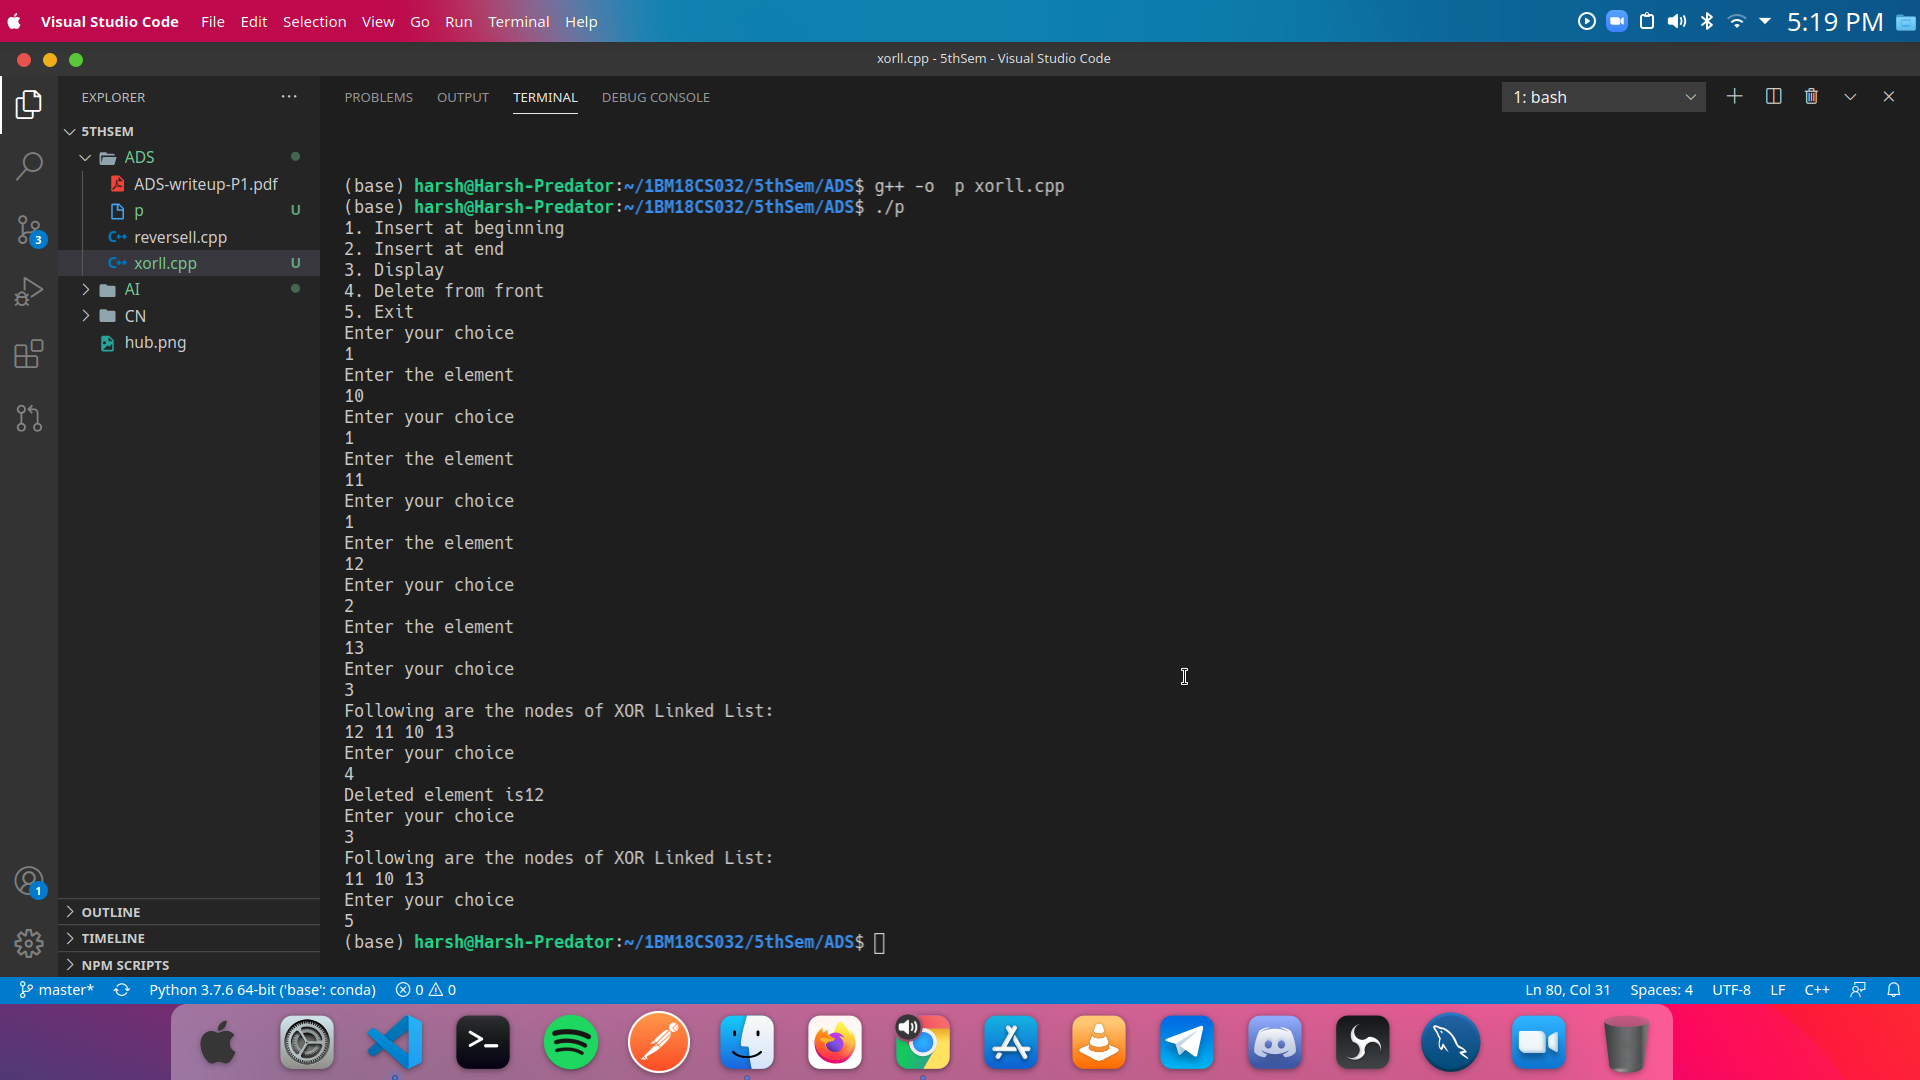 Visual Studio Code File Edit Selection View Go Run Terminal Help 5:19 PM
xorll.cpp - 5thSem - Visual Studio Code
EXPLORER ···
5THSEM
ADS
ADS-writeup-P1.pdf
p U
reversell.cpp
xorll.cpp U
AI
CN
hub.png
3
1
OUTLINE
TIMELINE
NPM SCRIPTS
PROBLEMS OUTPUT TERMINAL DEBUG CONSOLE 1: bash
(base) harsh@Harsh-Predator:~/1BM18CS032/5thSem/ADS$ g++ -o  p xorll.cpp
(base) harsh@Harsh-Predator:~/1BM18CS032/5thSem/ADS$ ./p
1. Insert at beginning
2. Insert at end
3. Display
4. Delete from front
5. Exit
Enter your choice
1
Enter the element
10
Enter your choice
1
Enter the element
11
Enter your choice
1
Enter the element
12
Enter your choice
2
Enter the element
13
Enter your choice
3
Following are the nodes of XOR Linked List:
12 11 10 13
Enter your choice
4
Deleted element is12
Enter your choice
3
Following are the nodes of XOR Linked List:
11 10 13
Enter your choice
5
(base) harsh@Harsh-Predator:~/1BM18CS032/5thSem/ADS$
master* Python 3.7.6 64-bit ('base': conda) 0 0 Ln 80, Col 31 Spaces: 4 UTF-8 LF C++